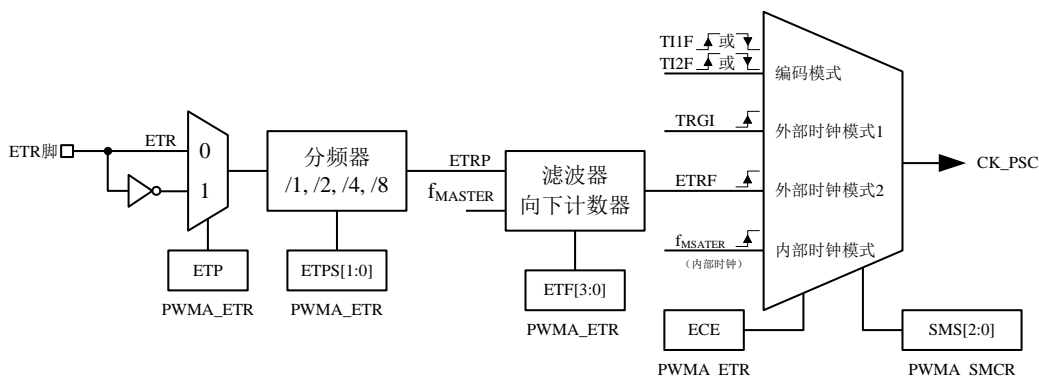 ETR脚
ETR
0
1
ETP
PWMA_ETR
分频器
/1, /2, /4, /8
ETPS[1:0]
PWMA_ETR
ETRP
fMASTER
滤波器
向下计数器
ETF[3:0]
PWMA_ETR
TI1F 或
TI2F 或
编码模式
TRGI
外部时钟模式1
ETRF
外部时钟模式2
fMSATER
(内部时钟)
内部时钟模式
CK_PSC
ECE
PWMA_ETR
SMS[2:0]
PWMA_SMCR